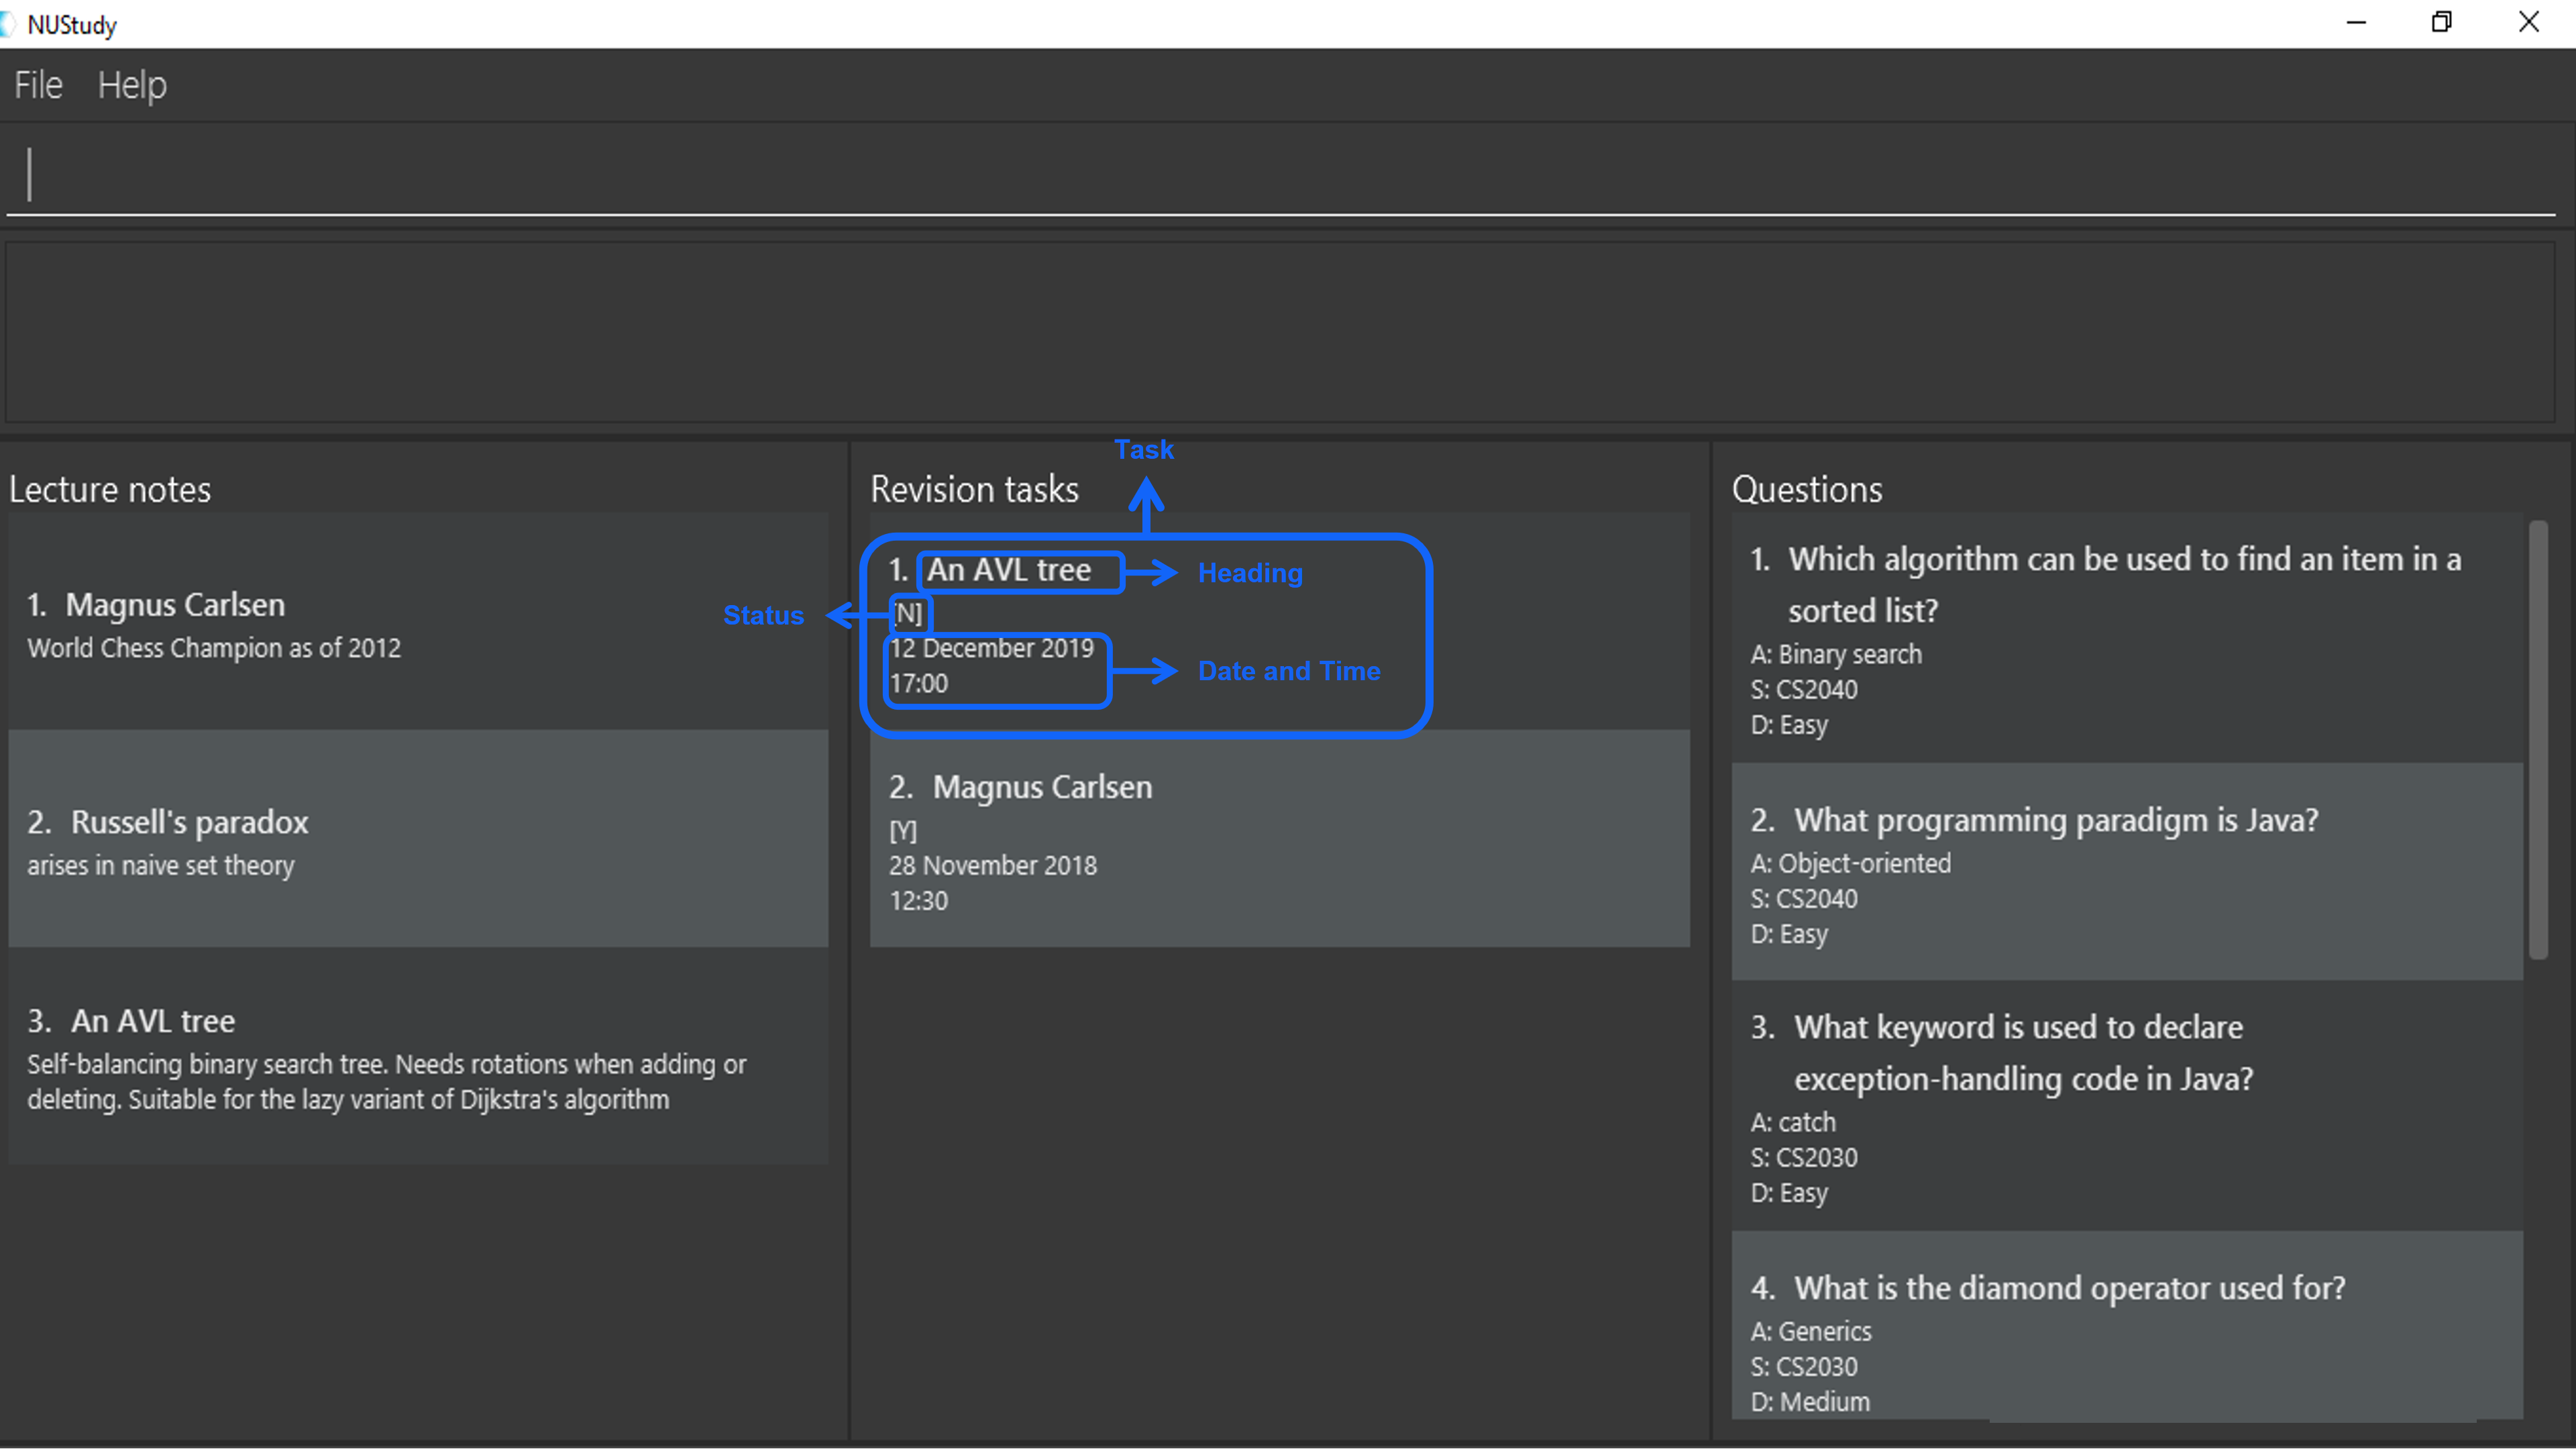 NUStudy
File Help
Lecture notes
1. Magnus Carlsen
World Chess Champion as of 2012
2. Russell's paradox
arises in naive set theory
3. An AVL tree
Self-balancing binary search tree. Needs rotations when adding or
deleting. Suitable for the lazy variant of Dijkstra's algorithm
Task
Revision tasks
1. An AVL tree
Heading
Status
[N]
12 December 2019
17:00
Date and Time
2. Magnus Carlsen
[Y]
28 November 2018
12:30
Questions
1. Which algorithm can be used to find an item in a
sorted list?
A: Binary search
S: CS2040
D: Easy
2. What programming paradigm is Java?
A: Object-oriented
S: CS2040
D: Easy
3. What keyword is used to declare
exception-handling code in Java?
A: catch
S: CS2030
D: Easy
4. What is the diamond operator used for?
A: Generics
S: CS2030
D: Medium